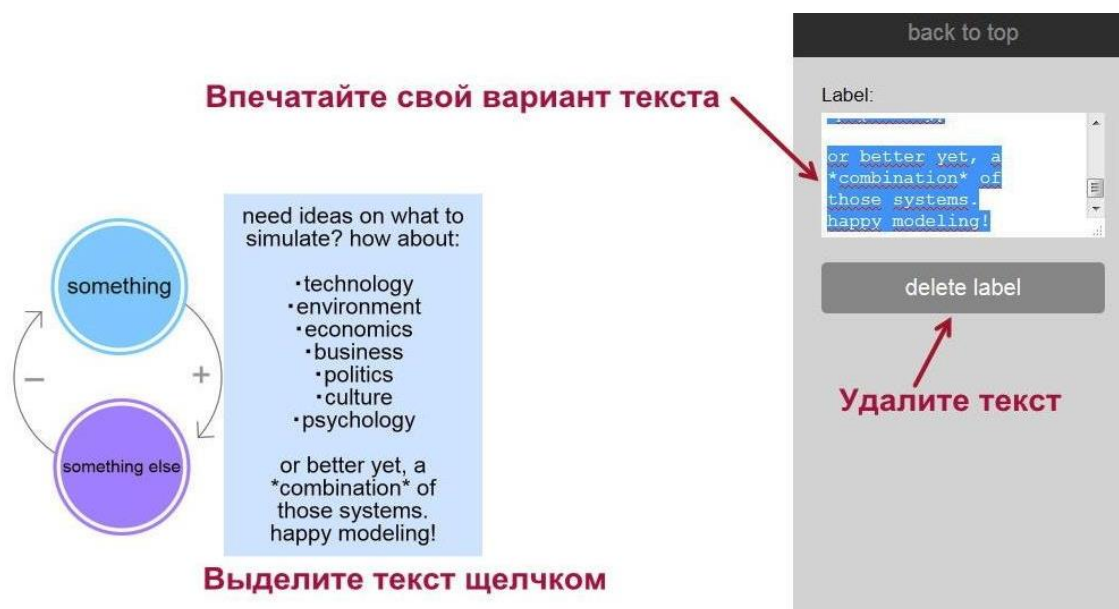 back to top
Впечатайте свой вариант текста
Label:
or better yet, a
*combination* of
those systems.
happy modeling!
delete label
Удалите текст
something
−
+
something else
need ideas on what to
simulate? how about:
·technology
·environment
·economics
·business
·politics
·culture
·psychology
or better yet, a
*combination* of
those systems.
happy modeling!
Выделите текст щелчком